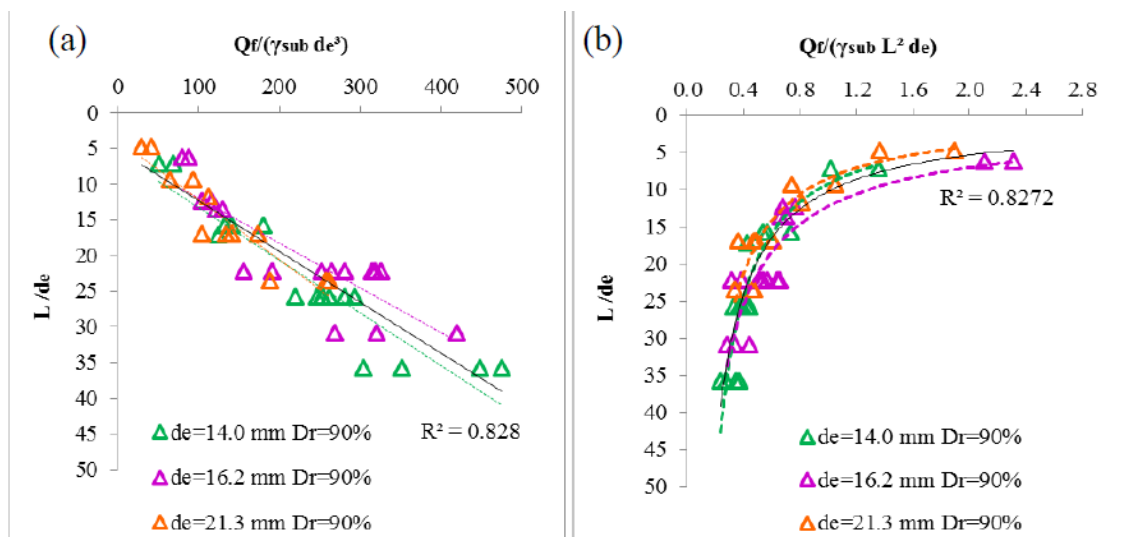 (a)
Qf/(γsub de³)
0 100 200 300 400 500
0
5
10
15
20
25
30
35
40
45
50
L /de
R² = 0.828
de=14.0 mm Dr=90%
de=16.2 mm Dr=90%
de=21.3 mm Dr=90%
(b)
Qf/(γsub L² de)
0.0 0.4 0.8 1.2 1.6 2.0 2.4 2.8
0
5
10
15
20
25
30
35
40
45
50
L /de
R² = 0.8272
de=14.0 mm Dr=90%
de=16.2 mm Dr=90%
de=21.3 mm Dr=90%